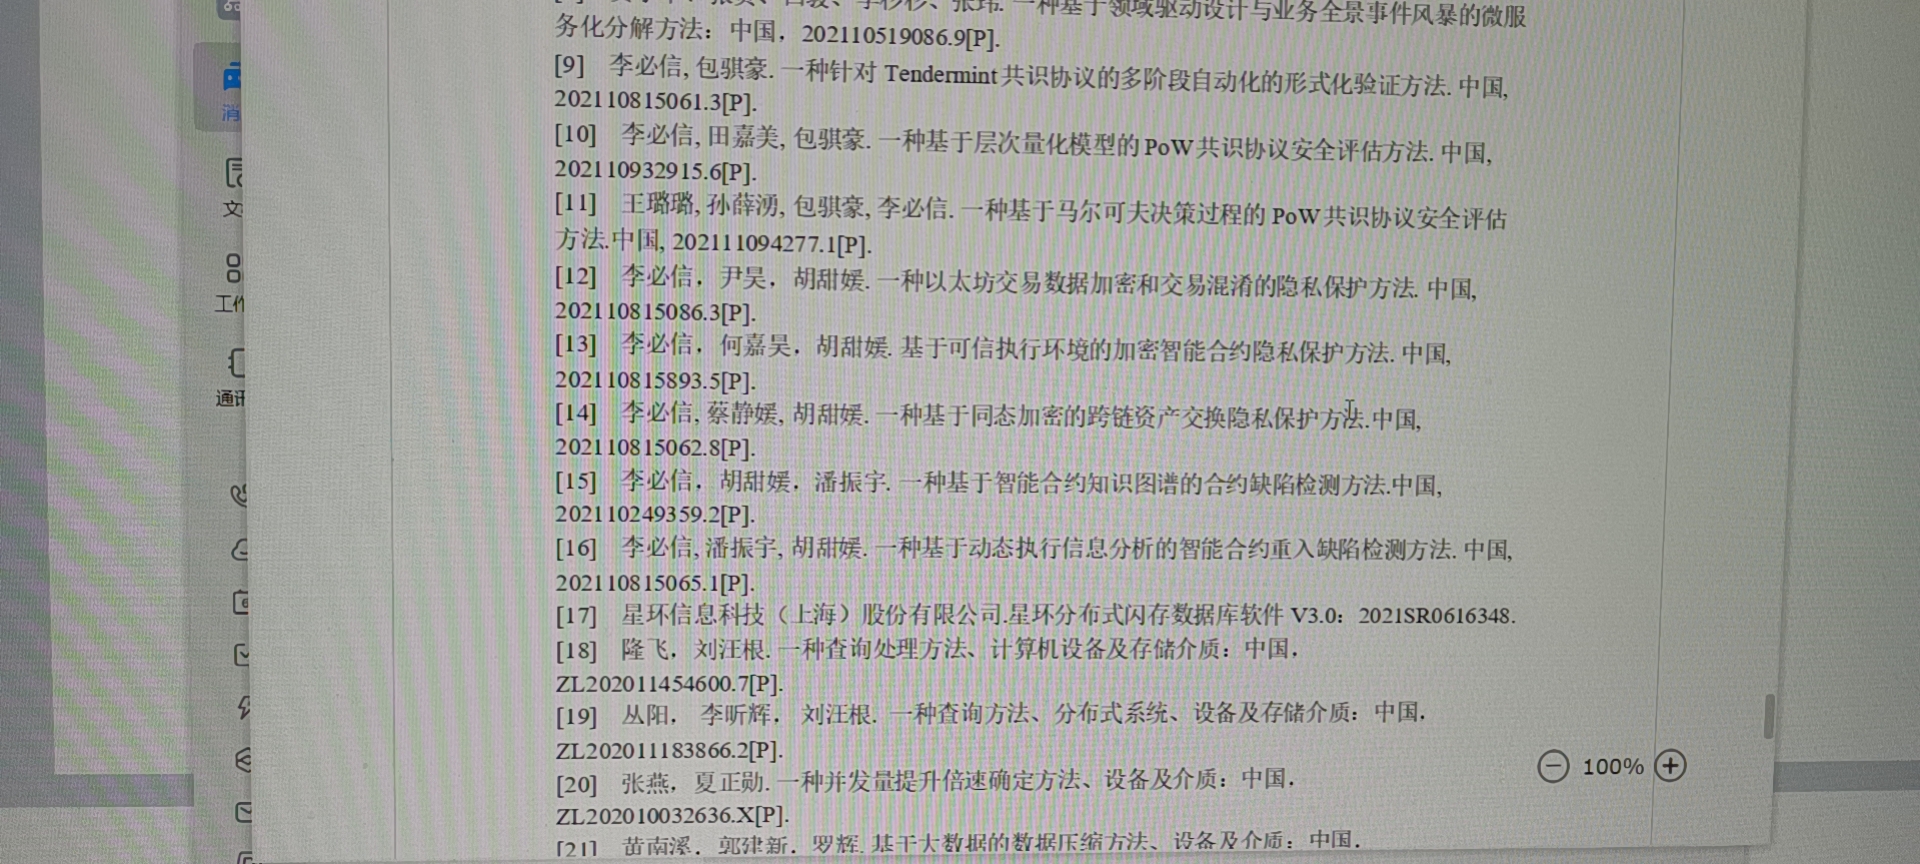 一种基于领域驱动设计与业务全景事件风暴的微服
务化分解方法：中国，202110519086.9[P].
[9] 李必信, 包骐豪. 一种针对 Tendermint 共识协议的多阶段自动化的形式化验证方法. 中国,
202110815061.3[P].
[10] 李必信, 田嘉美, 包骐豪. 一种基于层次量化模型的 PoW 共识协议安全评估方法. 中国,
202110932915.6[P].
[11] 王璐璐, 孙薛湧, 包骐豪, 李必信. 一种基于马尔可夫决策过程的 PoW 共识协议安全评估
方法.中国, 202111094277.1[P].
[12] 李必信，尹昊，胡甜媛. 一种以太坊交易数据加密和交易混淆的隐私保护方法. 中国,
202110815086.3[P].
[13] 李必信，何嘉昊，胡甜媛. 基于可信执行环境的加密智能合约隐私保护方法. 中国,
202110815893.5[P].
[14] 李必信, 蔡静媛, 胡甜媛. 一种基于同态加密的跨链资产交换隐私保护方法.中国,
202110815062.8[P].
[15] 李必信，胡甜媛，潘振宇. 一种基于智能合约知识图谱的合约缺陷检测方法.中国,
202110249359.2[P].
[16] 李必信, 潘振宇, 胡甜媛. 一种基于动态执行信息分析的智能合约重入缺陷检测方法. 中国,
202110815065.1[P].
[17] 星环信息科技（上海）股份有限公司.星环分布式闪存数据库软件 V3.0：2021SR0616348.
[18] 隆飞，刘汪根. 一种查询处理方法、计算机设备及存储介质：中国，
ZL202011454600.7[P].
[19] 丛阳， 李昕辉， 刘汪根. 一种查询方法、分布式系统、设备及存储介质：中国，
ZL202011183866.2[P].
[20] 张燕，夏正勋. 一种并发量提升倍速确定方法、设备及介质：中国，
ZL202010032636.X[P].
[21] 黄南溪，郭建新，罗辉. 基于大数据的数据压缩方法、设备及介质：中国，
消
文
工作
通讯
100%